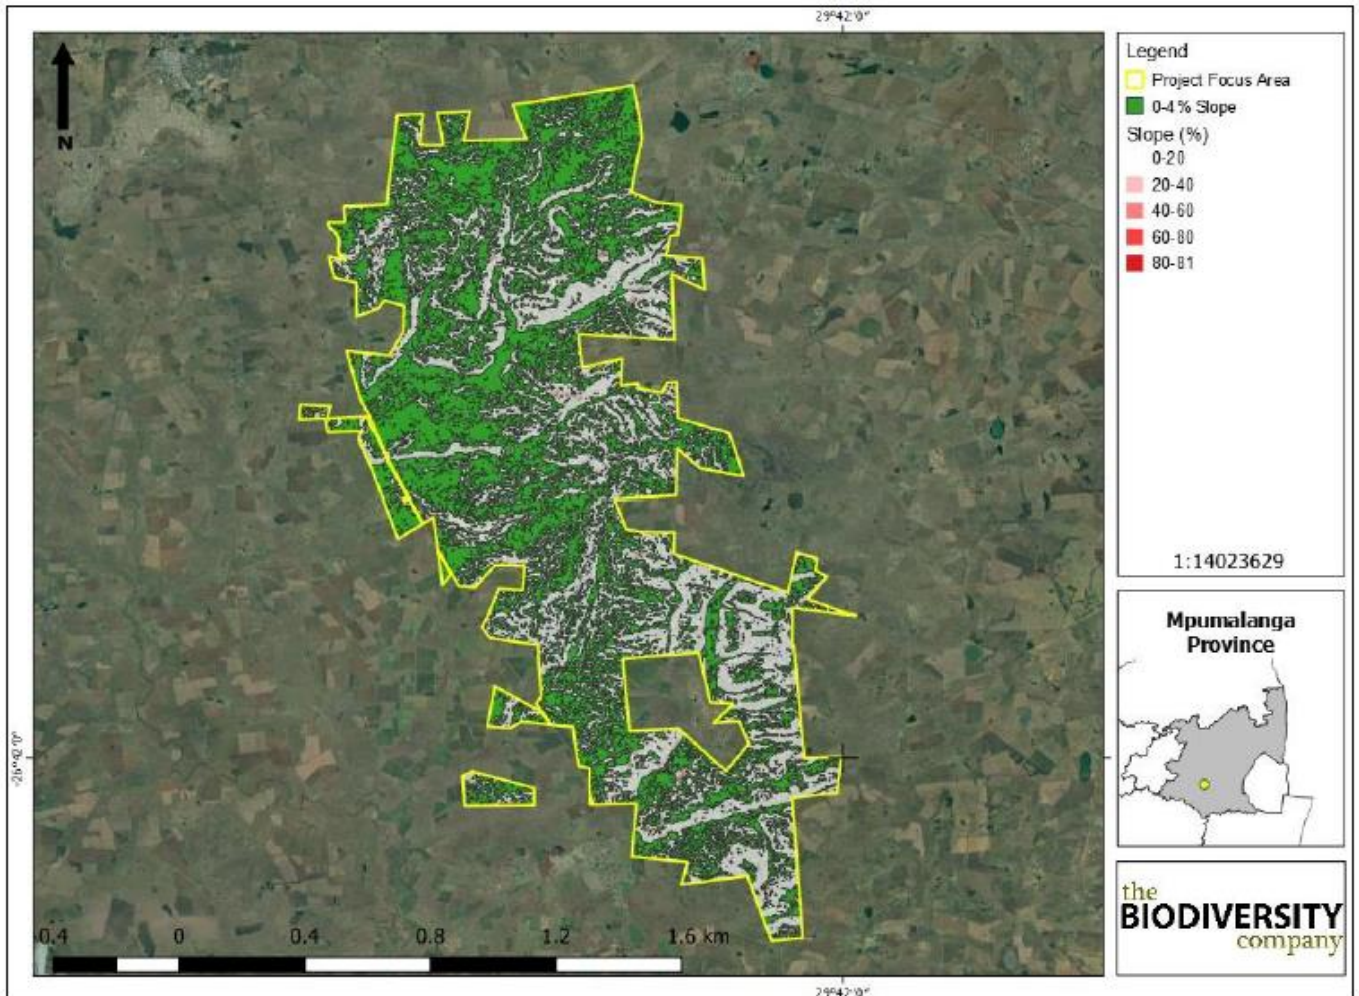 29°42'0"
Legend
Project Focus Area
0-4% Slope
Slope (%)
0-20
20-40
40-60
60-80
80-81
N
1:14023629
Mpumalanga
Province
-26°42'0"
the
BIODIVERSITY
company
0.4 0 0.4 0.8 1.2 1.6 km
29°42'0"